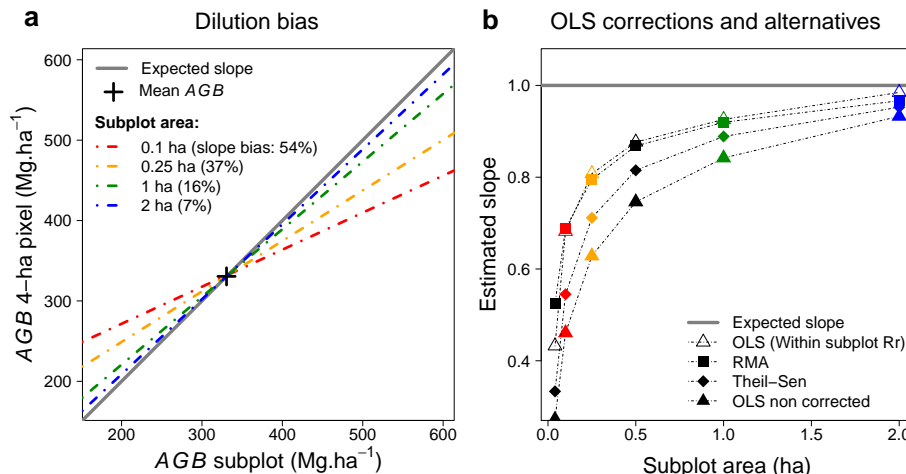 a
Dilution bias
AGB 4−ha pixel (Mg.ha−1)
600
500
400
300
200
Expected slope
Mean AGB
Subplot area:
0.1 ha (slope bias: 54%)
0.25 ha (37%)
1 ha (16%)
2 ha (7%)
200 300 400 500 600
AGB subplot (Mg.ha−1)
b
OLS corrections and alternatives
Estimated slope
1.0
0.8
0.6
0.4
Expected slope
OLS (Within subplot Rr)
RMA
Theil−Sen
OLS non corrected
0.0 0.5 1.0 1.5 2.0
Subplot area (ha)